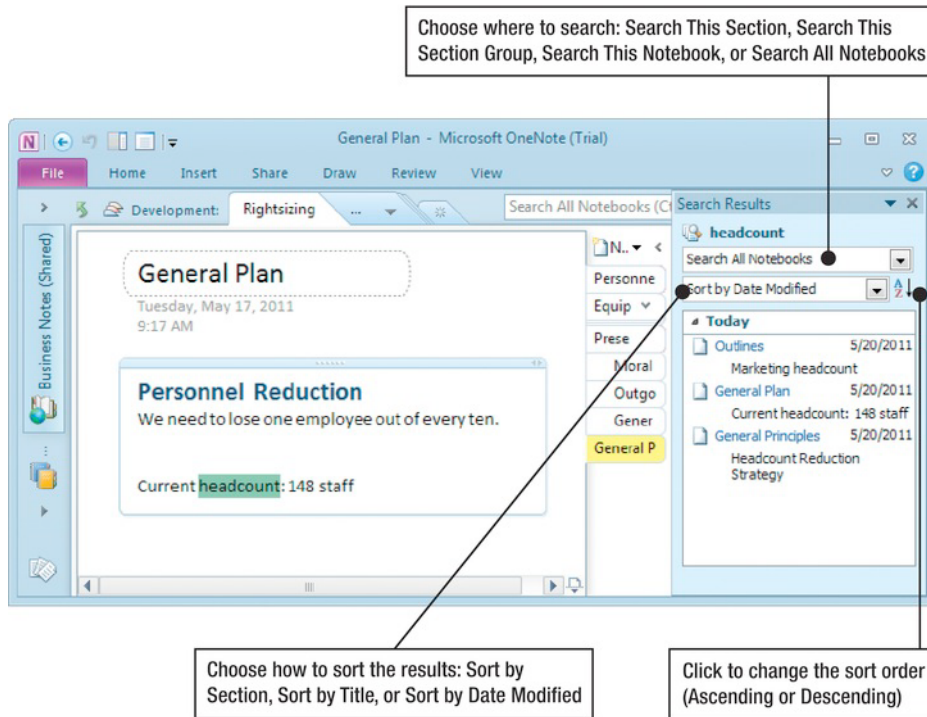 Choose where to search: Search This Section, Search This
Section Group, Search This Notebook, or Search All Notebooks
General Plan - Microsoft OneNote (Trial)
File Home Insert Share Draw Review View
Development: Rightsizing ... Search All Notebooks (Ct
Search Results
Business Notes (Shared)
headcount
Search All Notebooks
Sort by Date Modified
A
Z
General Plan
Tuesday, May 17, 2011
9:17 AM
Personnel Reduction
We need to lose one employee out of every ten.
Current headcount: 148 staff
N..
Personne
Equip
Prese
Moral
Outgo
Gener
General P
Today
Outlines 5/20/2011
Marketing headcount
General Plan 5/20/2011
Current headcount: 148 staff
General Principles 5/20/2011
Headcount Reduction
Strategy
Choose how to sort the results: Sort by
Section, Sort by Title, or Sort by Date Modified
Click to change the sort order
(Ascending or Descending)